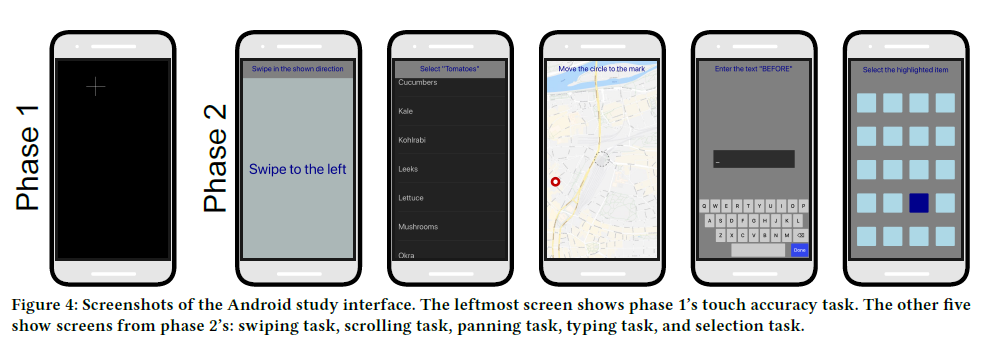 Phase 1
Phase 2
Swipe in the shown direction
Swipe to the left
Select "Tomatoes"
Cucumbers
Kale
Kohlrabi
Leeks
Lettuce
Mushrooms
Okra
Move the circle to the mark
Enter the text "BEFORE"
_
Q W E R T Y U I O P
A S D F G H J K L
Z X C V B N M ⌫
Done
Select the highlighted item
Figure 4: Screenshots of the Android study interface. The leftmost screen shows phase 1's touch accuracy task. The other five
show screens from phase 2's: swiping task, scrolling task, panning task, typing task, and selection task.